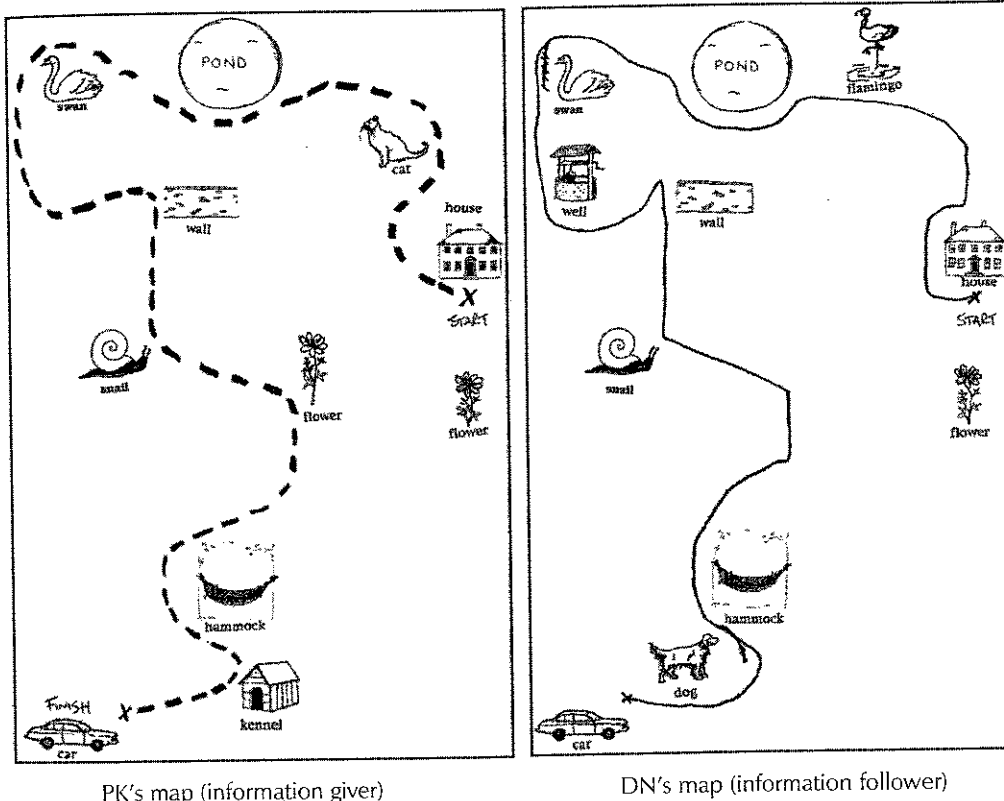 POND
swan
cat
wall
house
START
snail
flower
flower
hammock
kennel
FINISH
car
PK's map (information giver)
POND
flamingo
swan
well
wall
house
START
snail
flower
hammock
dog
car
DN's map (information follower)